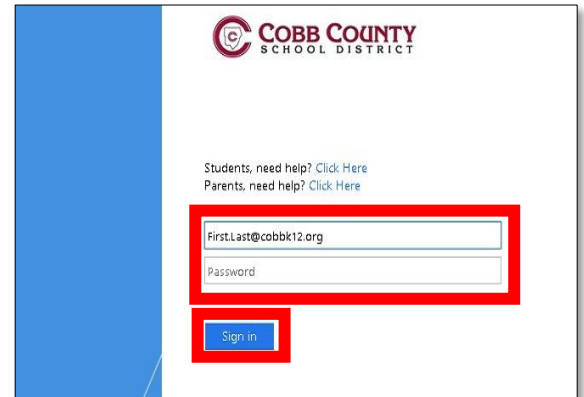 C COBB COUNTY
SCHOOL DISTRICT
Students, need help? Click Here
Parents, need help? Click Here
First.Last@cobbk12.org
Password
Sign in